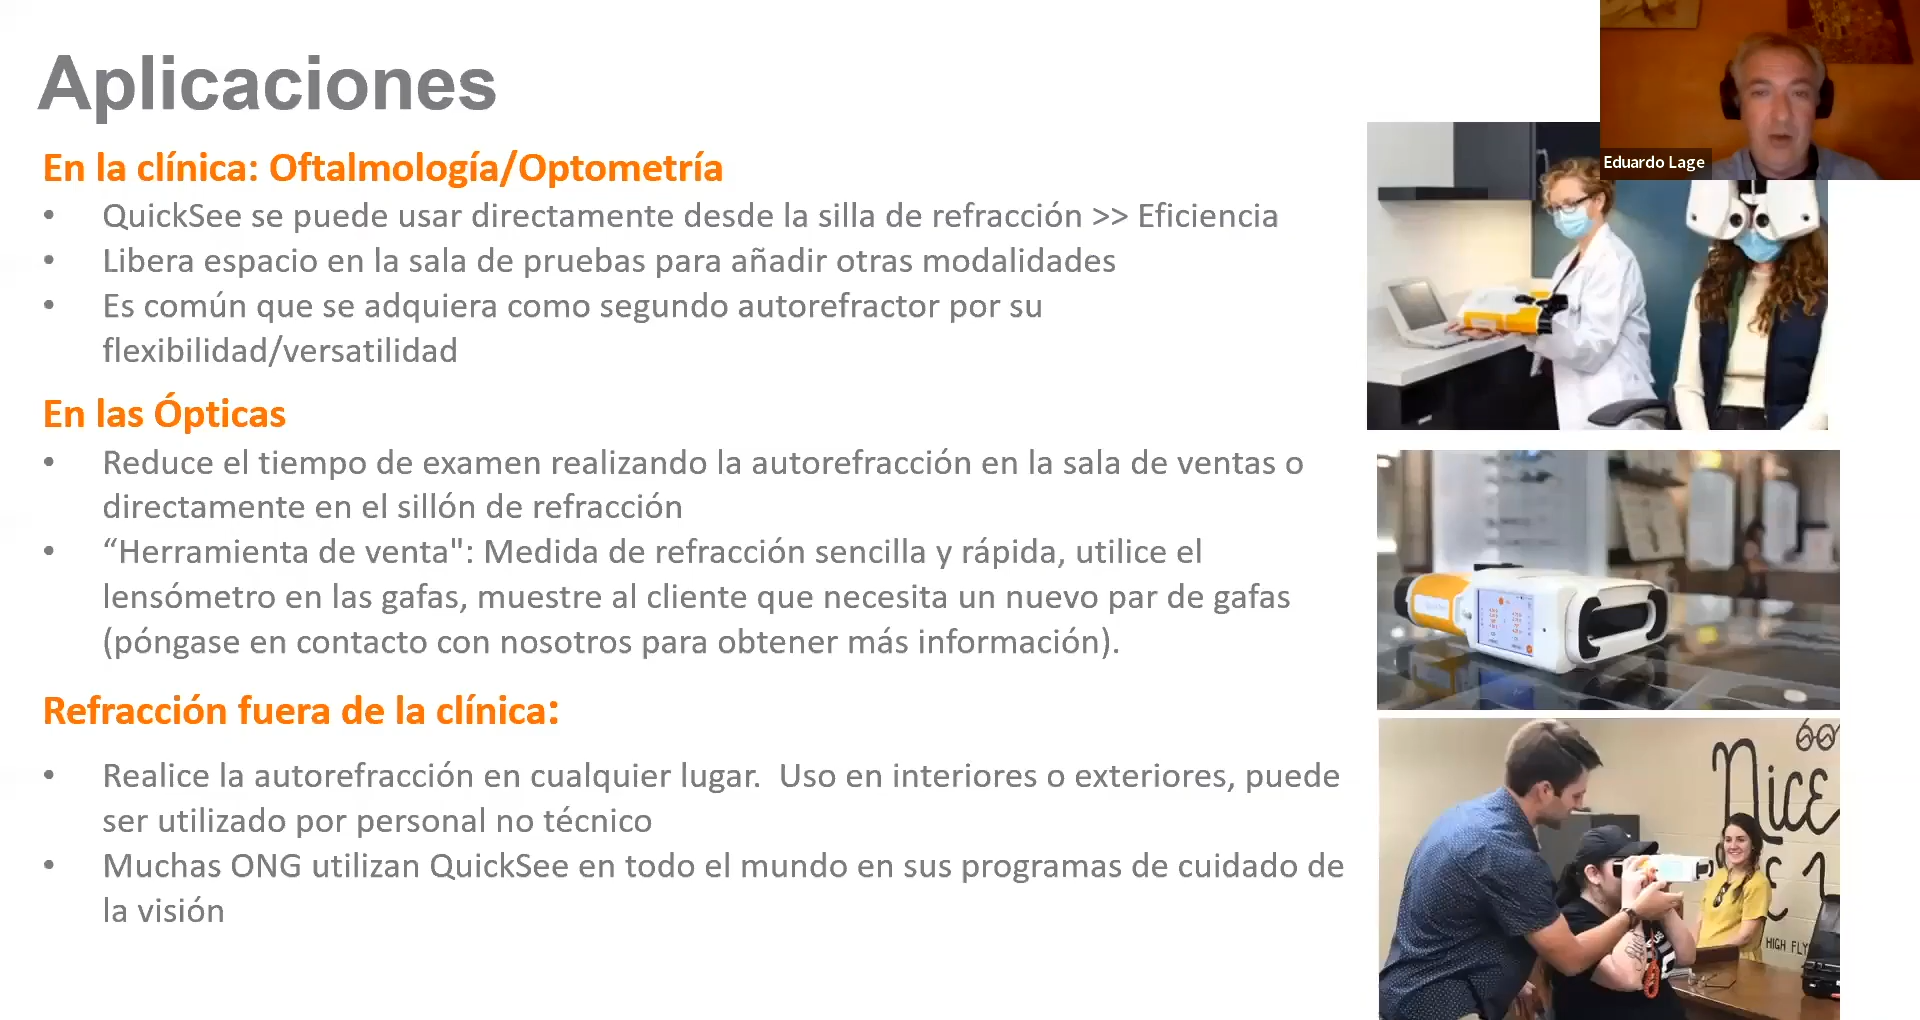 Aplicaciones
Eduardo Lage
En la clínica: Oftalmología/Optometría
• QuickSee se puede usar directamente desde la silla de refracción >> Eficiencia
• Libera espacio en la sala de pruebas para añadir otras modalidades
• Es común que se adquiera como segundo autorefractor por su
flexibilidad/versatilidad
En las Ópticas
• Reduce el tiempo de examen realizando la autorefracción en la sala de ventas o
directamente en el sillón de refracción
• “Herramienta de venta": Medida de refracción sencilla y rápida, utilice el
lensómetro en las gafas, muestre al cliente que necesita un nuevo par de gafas
(póngase en contacto con nosotros para obtener más información).
Refracción fuera de la clínica:
• Realice la autorefracción en cualquier lugar.  Uso en interiores o exteriores, puede
ser utilizado por personal no técnico
• Muchas ONG utilizan QuickSee en todo el mundo en sus programas de cuidado de
la visión
Nice
HIGH FLY